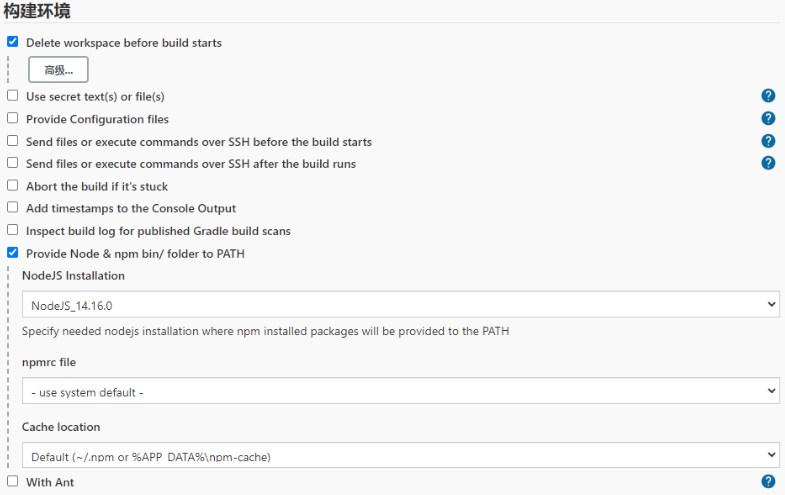 构建环境
Delete workspace before build starts
高级...
Use secret text(s) or file(s)
Provide Configuration files
Send files or execute commands over SSH before the build starts
Send files or execute commands over SSH after the build runs
Abort the build if it's stuck
Add timestamps to the Console Output
Inspect build log for published Gradle build scans
Provide Node & npm bin/ folder to PATH
NodeJS Installation
NodeJS_14.16.0
Specify needed nodejs installation where npm installed packages will be provided to the PATH
npmrc file
- use system default -
Cache location
Default (~/.npm or %APP_DATA%\npm-cache)
With Ant